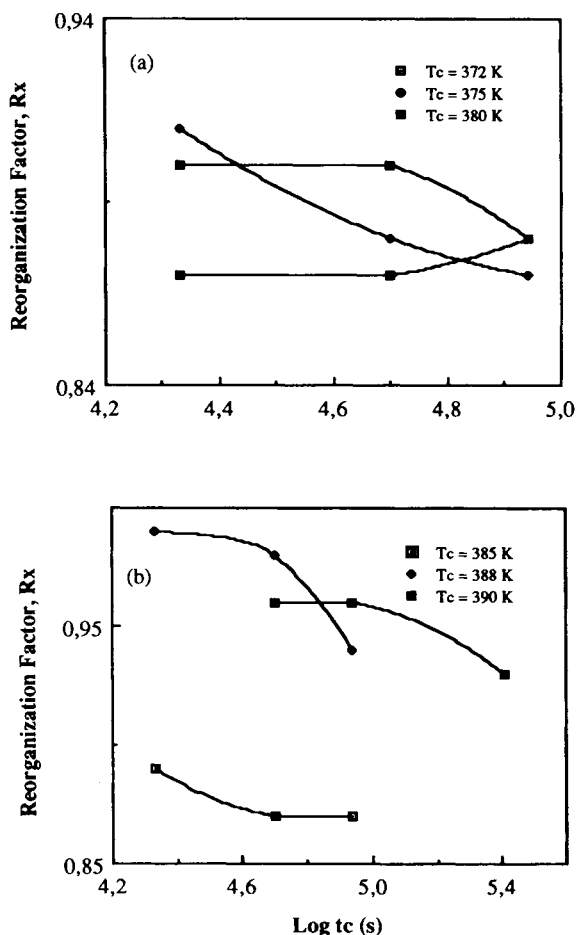 0,94
(a)
Tc = 372 K
Tc = 375 K
Tc = 380 K
Reorganization Factor, Rx
0,84
4,2 4,4 4,6 4,8 5,0
(b)
Tc = 385 K
Tc = 388 K
Tc = 390 K
0,95
Reorganization Factor, Rx
0,85
4,2 4,6 5,0 5,4
Log tc (s)